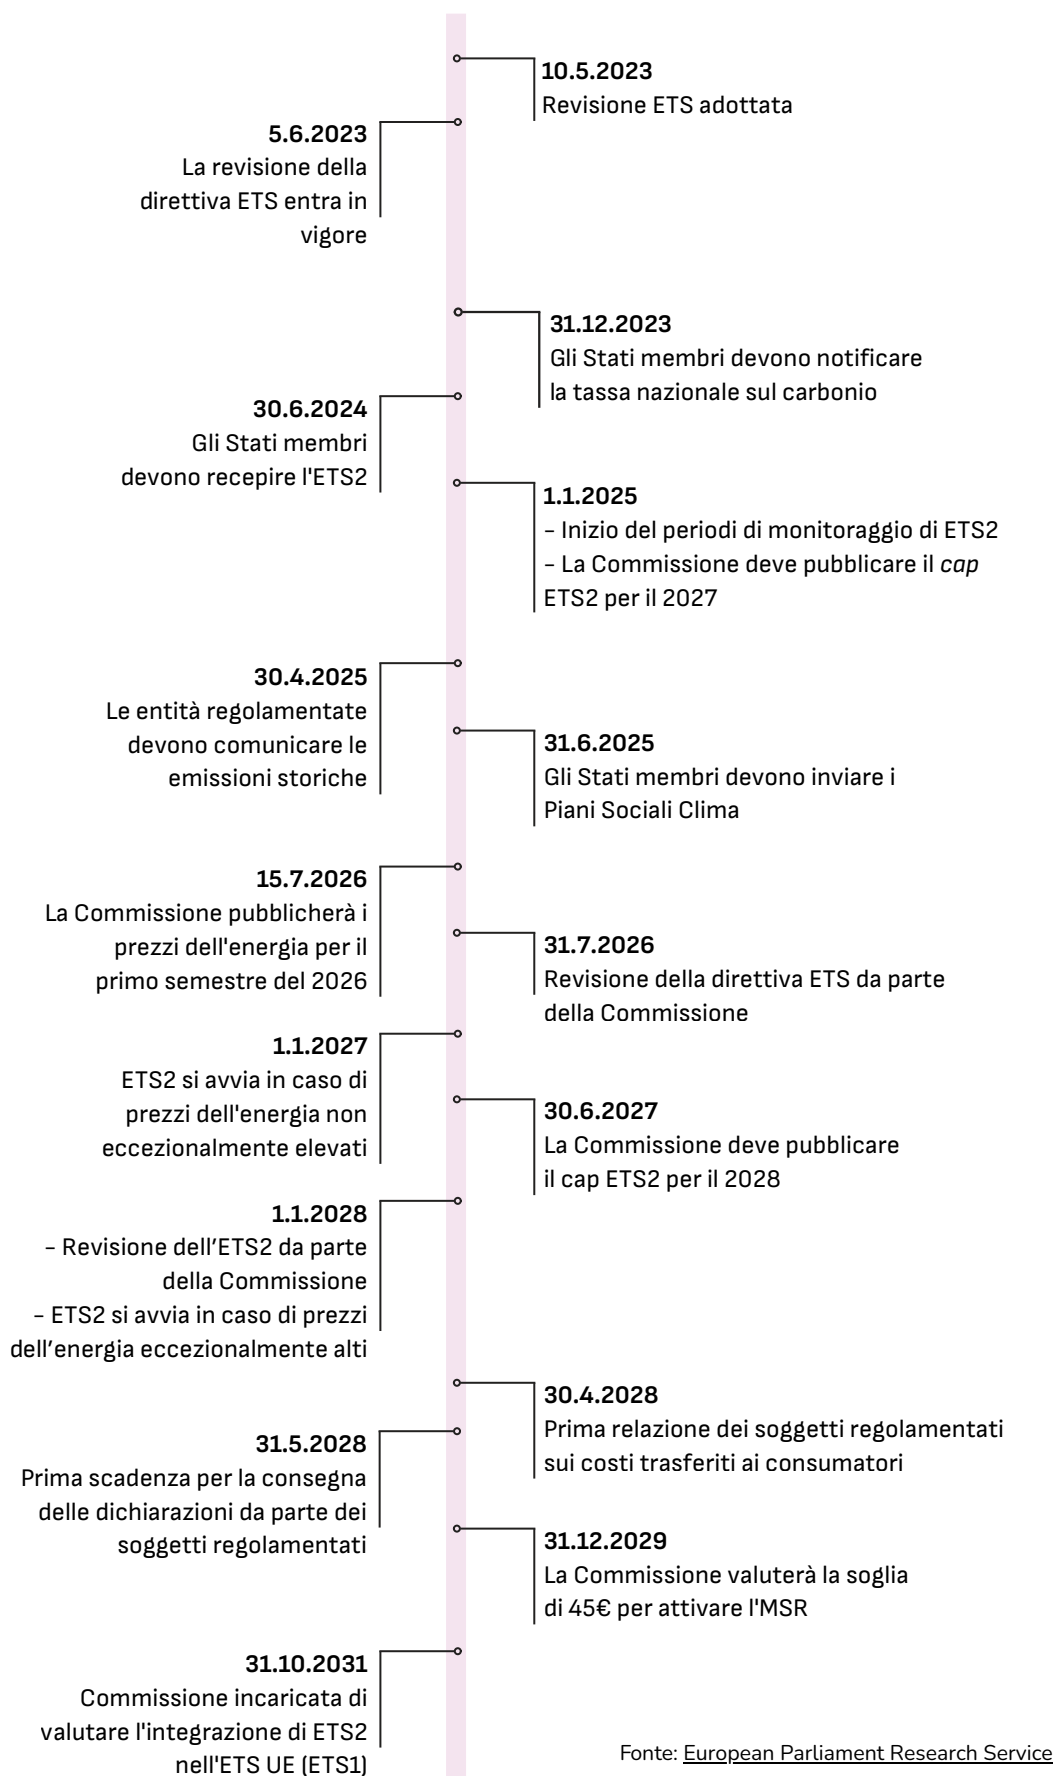 10.5.2023
Revisione ETS adottata
5.6.2023
La revisione della
direttiva ETS entra in
vigore
31.12.2023
Gli Stati membri devono notificare
la tassa nazionale sul carbonio
30.6.2024
Gli Stati membri
devono recepire l'ETS2
1.1.2025
- Inizio del periodi di monitoraggio di ETS2
- La Commissione deve pubblicare il cap
ETS2 per il 2027
30.4.2025
Le entità regolamentate
devono comunicare le
emissioni storiche
31.6.2025
Gli Stati membri devono inviare i
Piani Sociali Clima
15.7.2026
La Commissione pubblicherà i
prezzi dell'energia per il
primo semestre del 2026
31.7.2026
Revisione della direttiva ETS da parte
della Commissione
1.1.2027
ETS2 si avvia in caso di
prezzi dell'energia non
eccezionalmente elevati
30.6.2027
La Commissione deve pubblicare
il cap ETS2 per il 2028
1.1.2028
- Revisione dell’ETS2 da parte
della Commissione
- ETS2 si avvia in caso di prezzi
dell’energia eccezionalmente alti
30.4.2028
Prima relazione dei soggetti regolamentati
sui costi trasferiti ai consumatori
31.5.2028
Prima scadenza per la consegna
delle dichiarazioni da parte dei
soggetti regolamentati
31.12.2029
La Commissione valuterà la soglia
di 45€ per attivare l'MSR
31.10.2031
Commissione incaricata di
valutare l'integrazione di ETS2
nell'ETS UE (ETS1)
Fonte: European Parliament Research Service